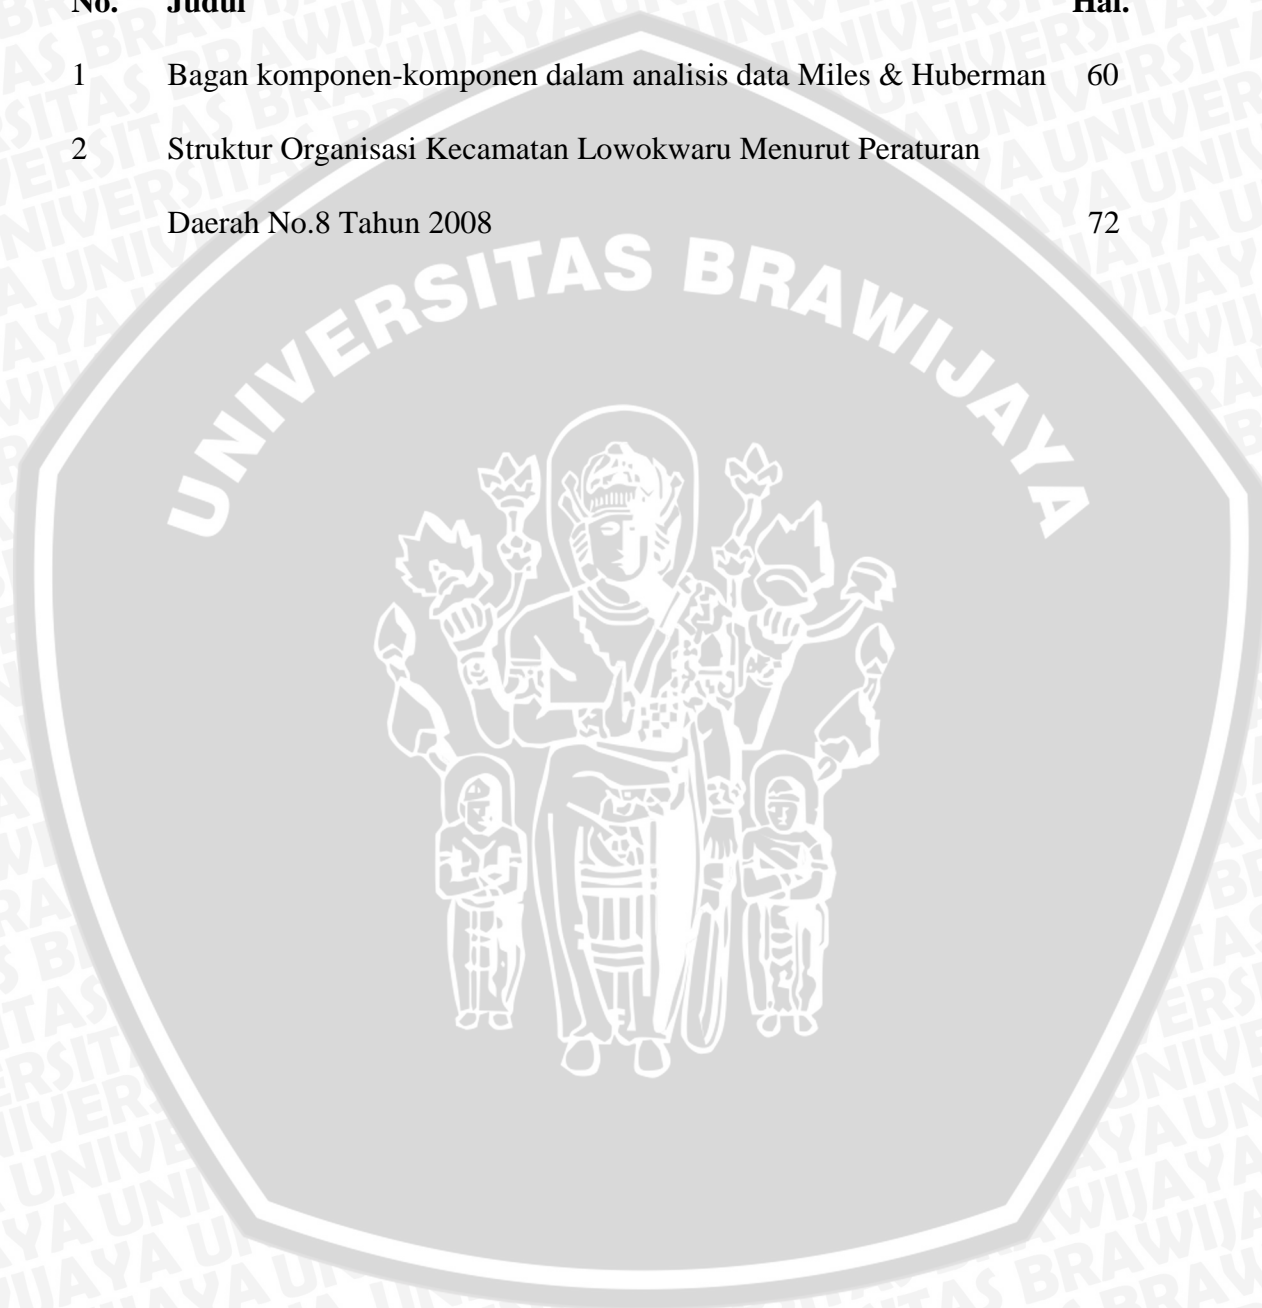 No. Judul Hal.
1 Bagan komponen-komponen dalam analisis data Miles & Huberman 60
2 Struktur Organisasi Kecamatan Lowokwaru Menurut Peraturan
Daerah No.8 Tahun 2008 72
UNIVERSITAS BRAWIJAYA